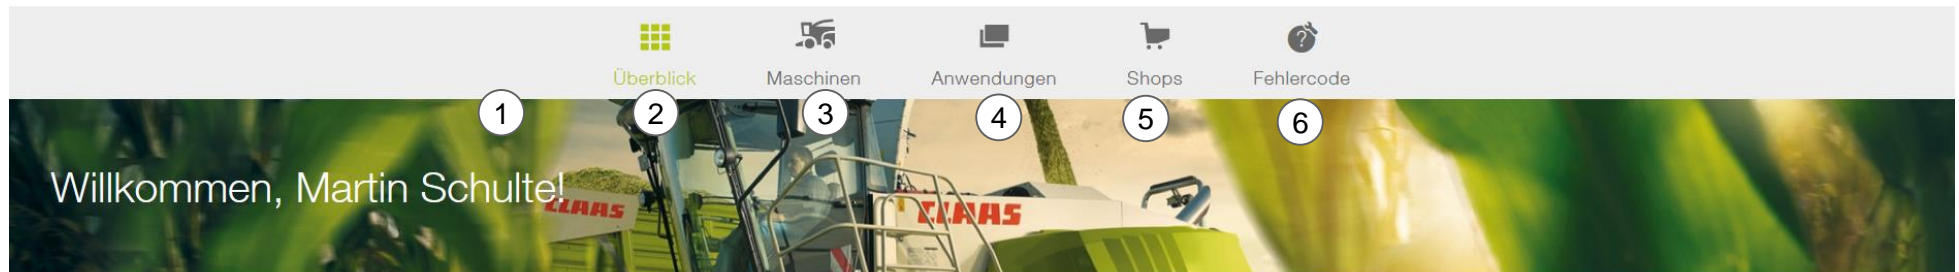 Überblick Maschinen Anwendungen Shops Fehlercode
1 2 3 4 5 6
Willkommen, Martin Schulte!
CLAAS CLAAS